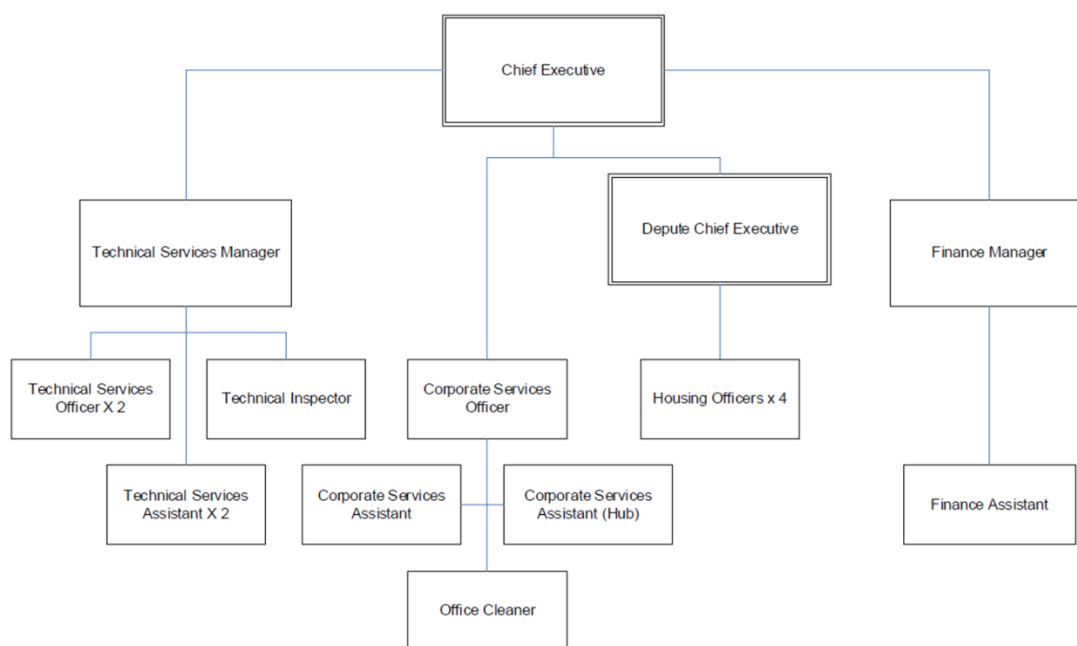 Chief Executive
Depute Chief Executive
Technical Services Manager
Finance Manager
Technical Services
Officer X 2
Technical Inspector
Corporate Services
Officer
Housing Officers x 4
Technical Services
Assistant X 2
Corporate Services
Assistant
Corporate Services
Assistant (Hub)
Finance Assistant
Office Cleaner